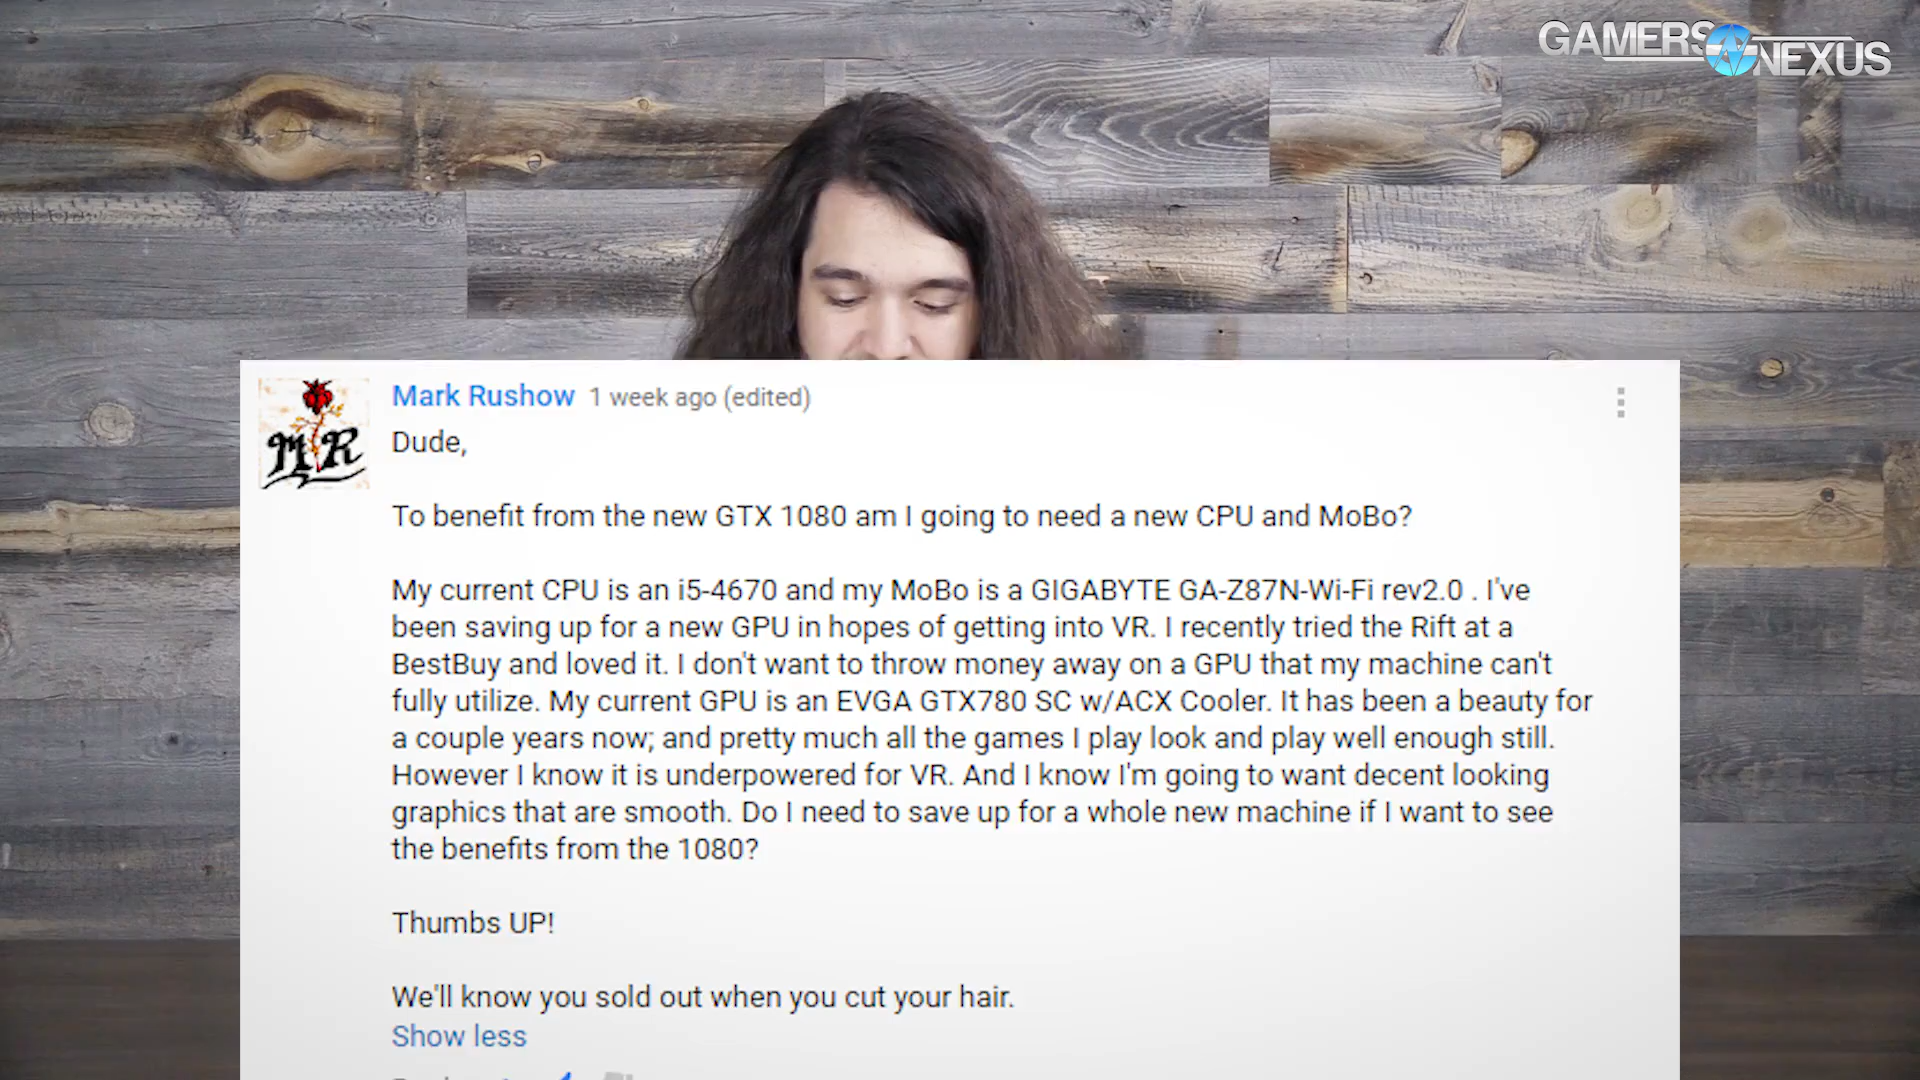 GAMERS NEXUS
Mark Rushow 1 week ago (edited)
MR
Dude,
To benefit from the new GTX 1080 am I going to need a new CPU and MoBo?
My current CPU is an i5-4670 and my MoBo is a GIGABYTE GA-Z87N-Wi-Fi rev2.0 . I've
been saving up for a new GPU in hopes of getting into VR. I recently tried the Rift at a
BestBuy and loved it. I don't want to throw money away on a GPU that my machine can't
fully utilize. My current GPU is an EVGA GTX780 SC w/ACX Cooler. It has been a beauty for
a couple years now; and pretty much all the games I play look and play well enough still.
However I know it is underpowered for VR. And I know I'm going to want decent looking
graphics that are smooth. Do I need to save up for a whole new machine if I want to see
the benefits from the 1080?
Thumbs UP!
We'll know you sold out when you cut your hair.
Show less